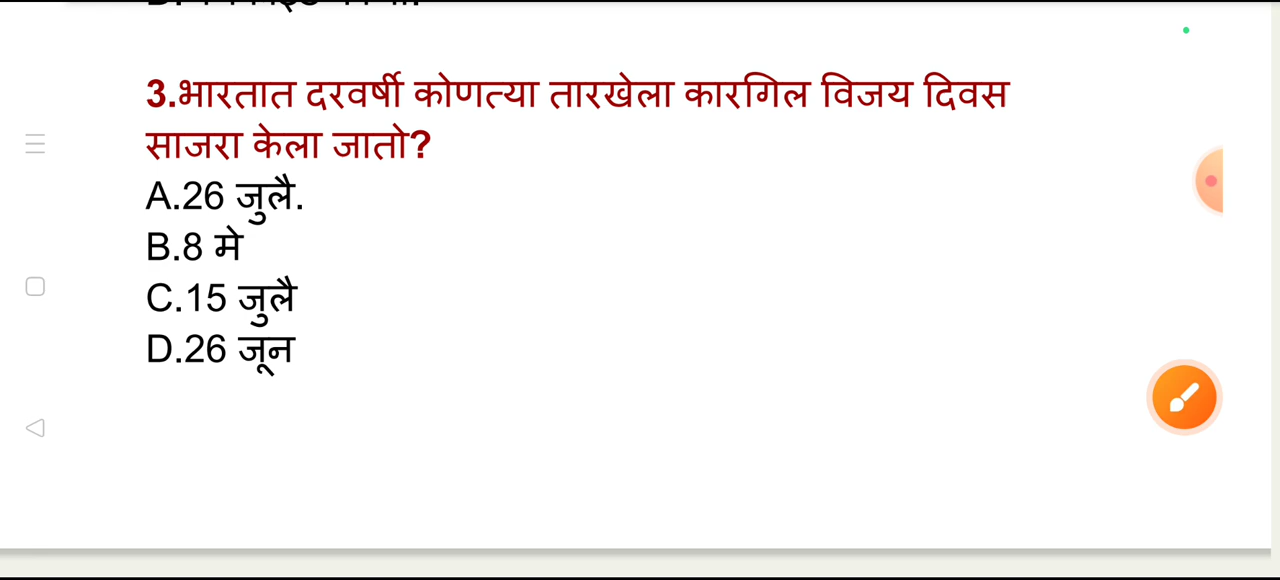 3.भारतात दरवर्षी कोणत्या तारखेला कारगिल विजय दिवस
साजरा केला जातो?
A.26 जुलै.
B.8 मे
C.15 जुलै
D.26 जून